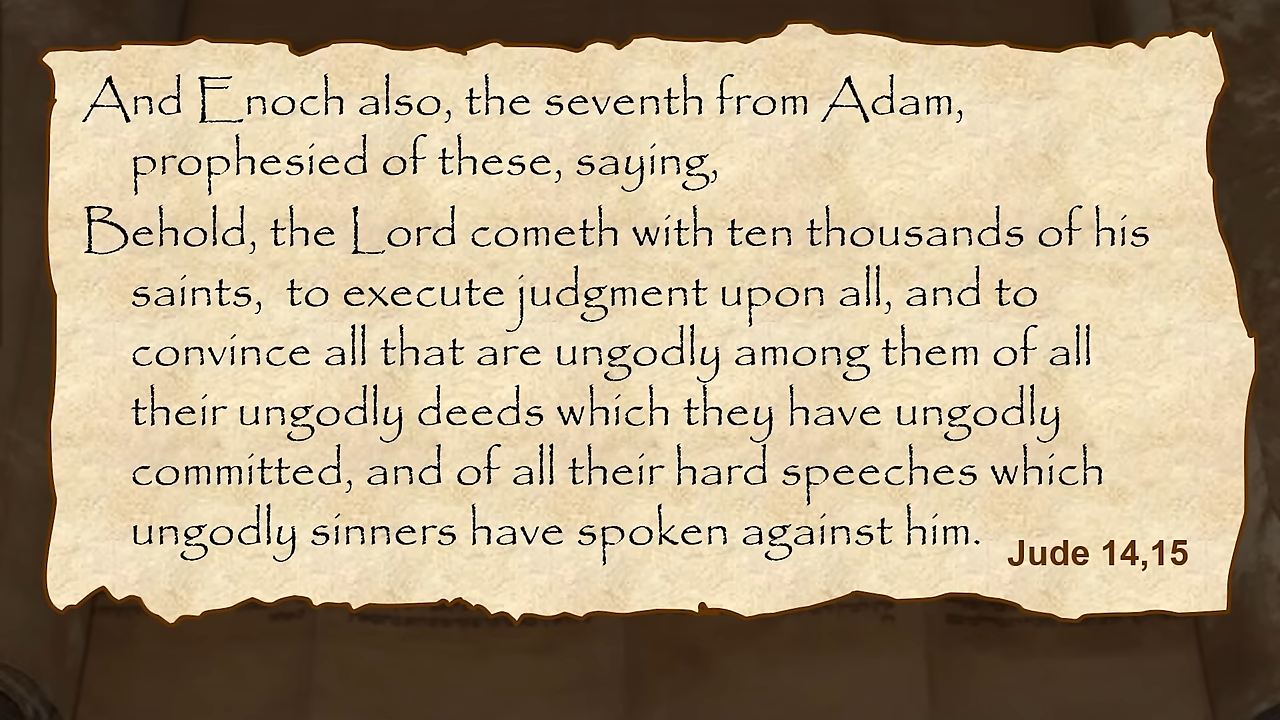 And Enoch also, the seventh from Adam,
prophesied of these, saying,
Behold, the Lord cometh with ten thousands of his
saints,  to execute judgment upon all, and to
convince all that are ungodly among them of all
their ungodly deeds which they have ungodly
committed, and of all their hard speeches which
ungodly sinners have spoken against him.
Jude 14,15